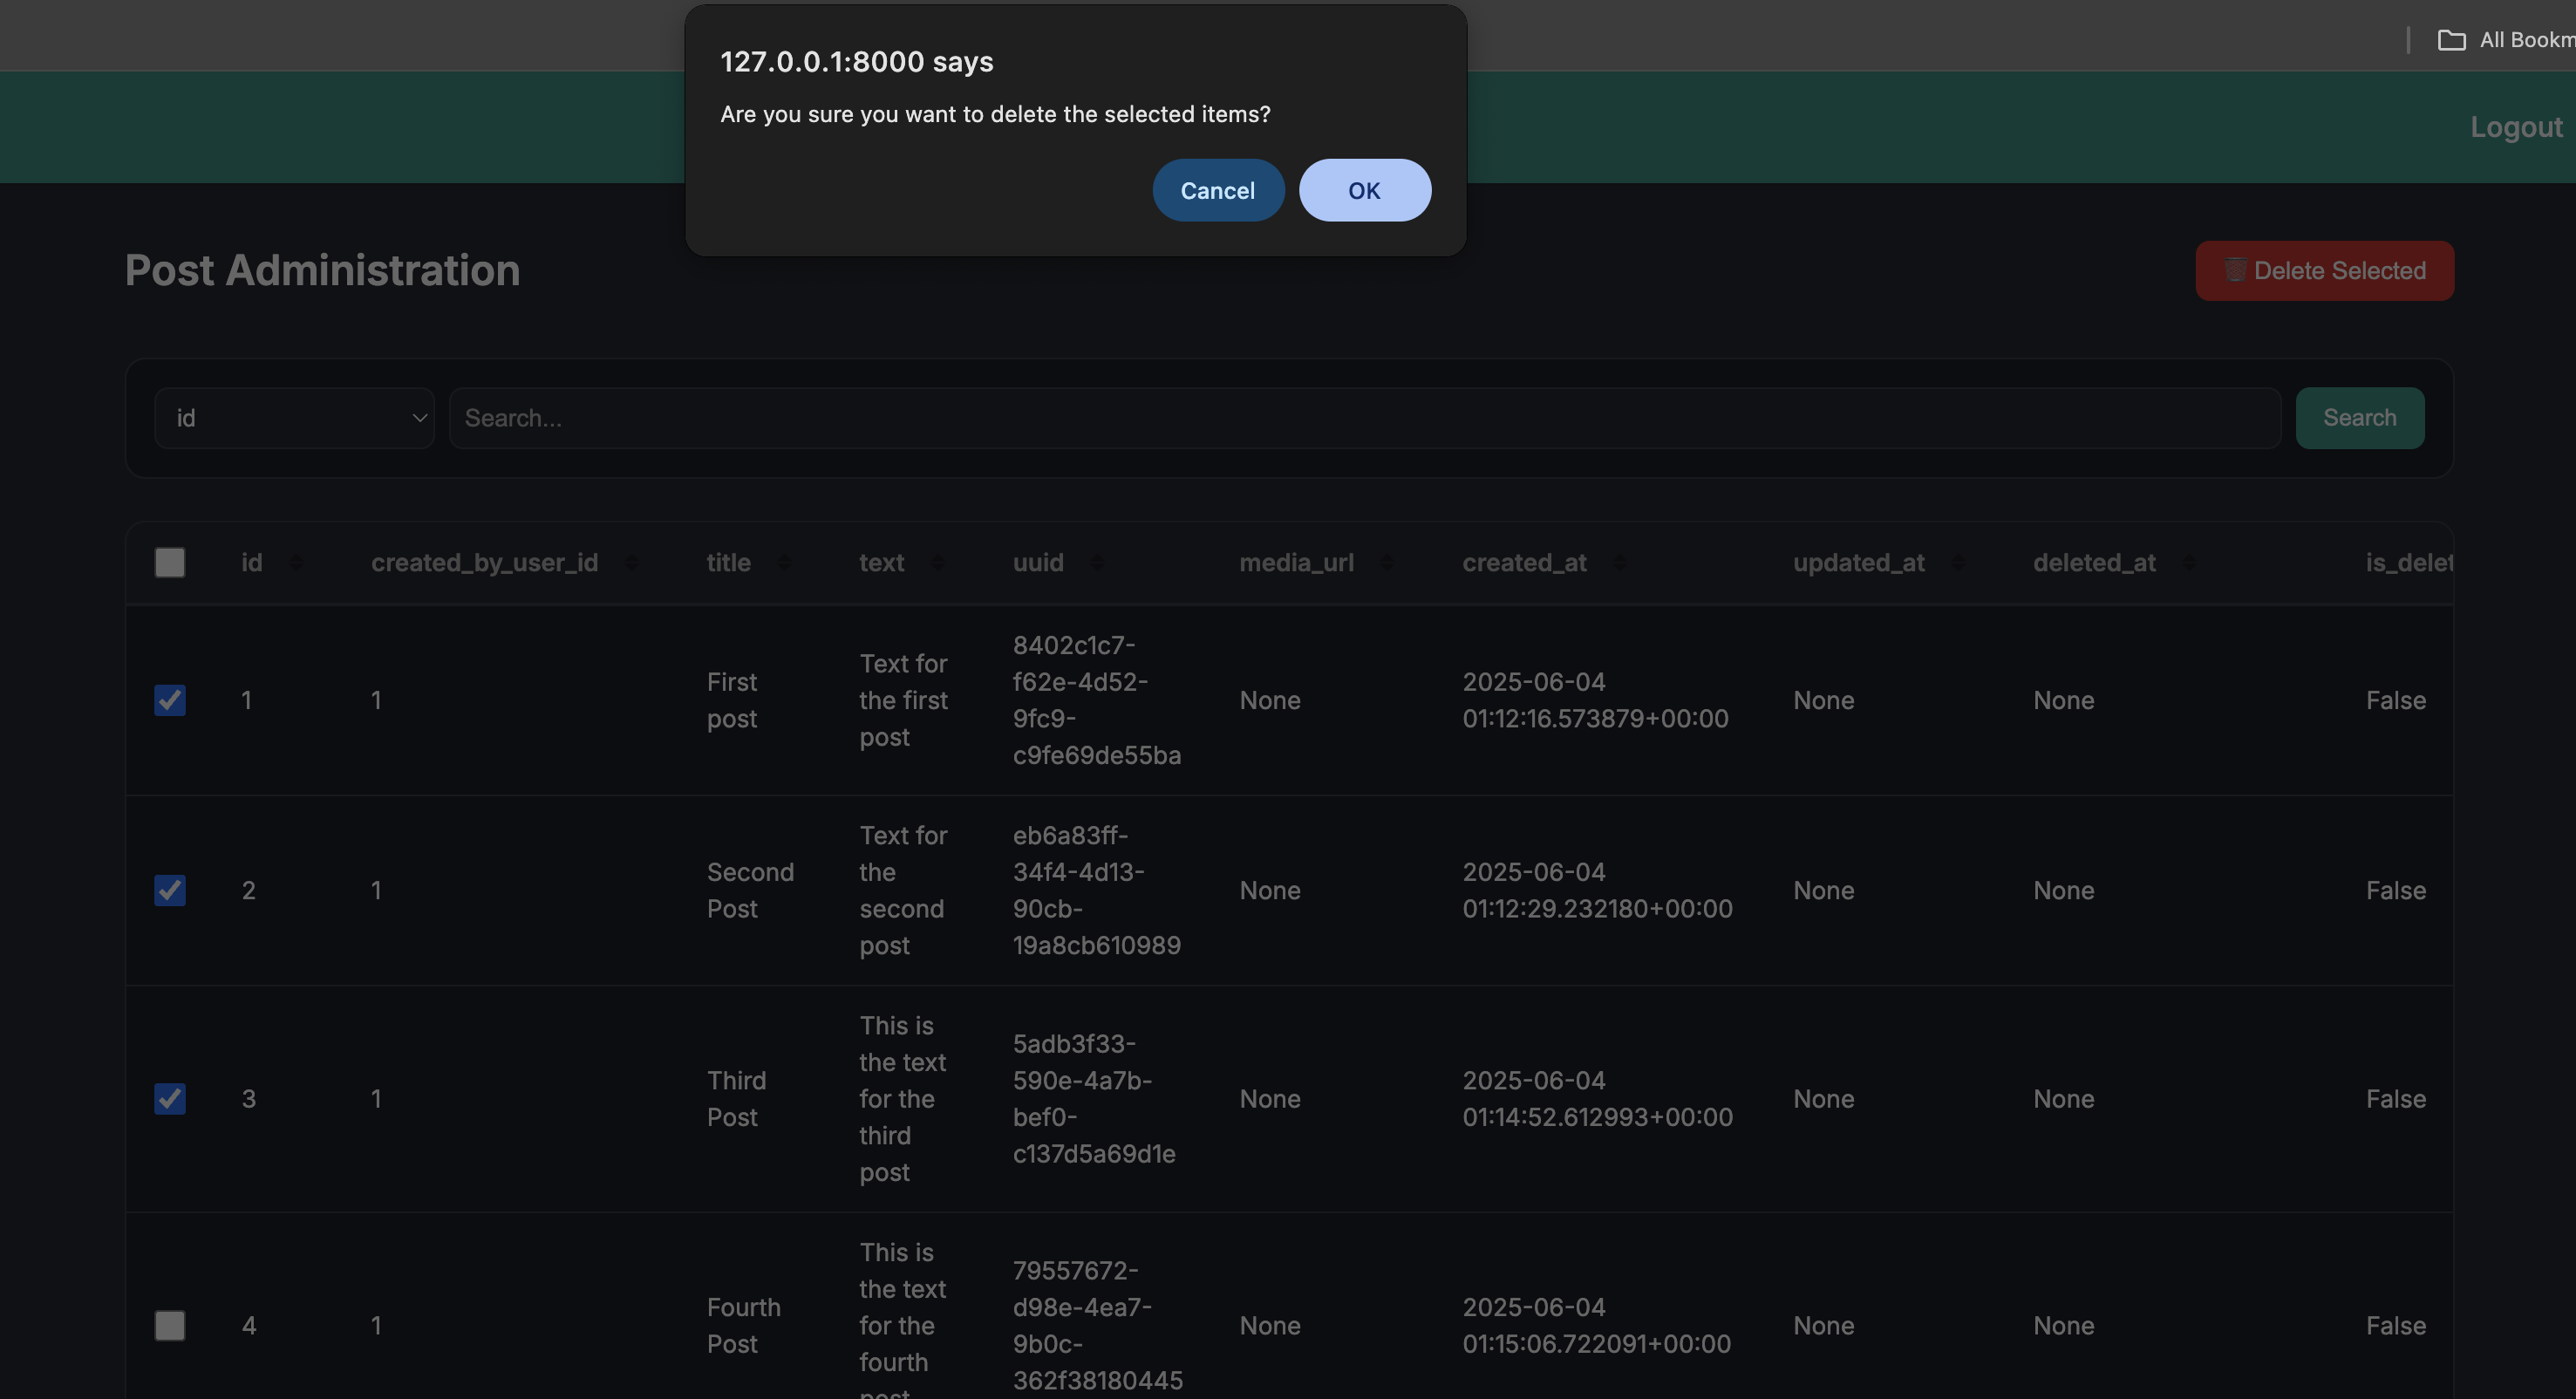 All Bookm
127.0.0.1:8000 says
Are you sure you want to delete the selected items?
Cancel
OK
Logout
Post Administration
Delete Selected
id
Search...
Search
id created_by_user_id title text uuid media_url created_at updated_at deleted_at is_delet
1
1
First
post
Text for
the first
post
8402c1c7-
f62e-4d52-
9fc9-
c9fe69de55ba
None
2025-06-04
01:12:16.573879+00:00
None
None
False
2
1
Second
Post
Text for
the
second
post
eb6a83ff-
34f4-4d13-
90cb-
19a8cb610989
None
2025-06-04
01:12:29.232180+00:00
None
None
False
3
1
Third
Post
This is
the text
for the
third
post
5adb3f33-
590e-4a7b-
bef0-
c137d5a69d1e
None
2025-06-04
01:14:52.612993+00:00
None
None
False
4
1
Fourth
Post
This is
the text
for the
fourth
post
79557672-
d98e-4ea7-
9b0c-
362f38180445
None
2025-06-04
01:15:06.722091+00:00
None
None
False